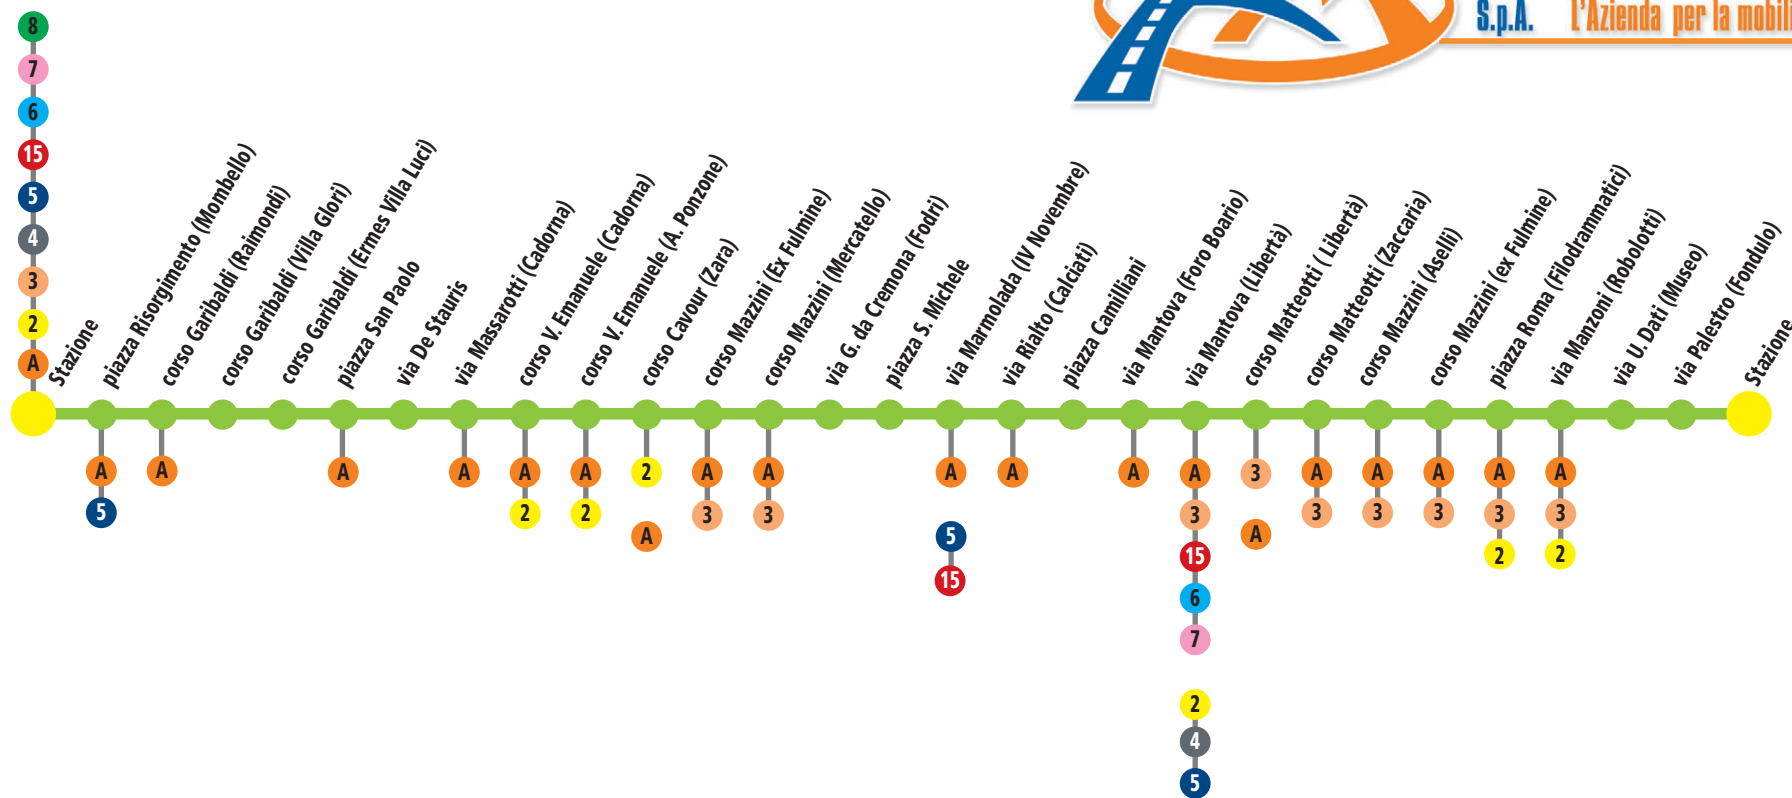 S.p.A. L'Azienda per la mobili
8
7
6
15
5
4
3
2
A
Stazione
piazza Risorgimento (Mombello)
corso Garibaldi (Raimondi)
corso Garibaldi (Villa Glori)
corso Garibaldi (Ermes Villa Luci)
piazza San Paolo
via De Stauris
via Massarotti (Cadorna)
corso V. Emanuele (Cadorna)
corso V. Emanuele (A. Ponzone)
corso Cavour (Zara)
corso Mazzini (Ex Fulmine)
corso Mazzini (Mercatello)
via G. da Cremona (Fodri)
piazza S. Michele
via Marmolada (IV Novembre)
via Rialto (Calciati)
piazza Camilliani
via Mantova (Foro Boario)
via Mantova (Libertà)
corso Matteotti ( Libertà)
corso Matteotti (Zaccaria)
corso Mazzini (Aselli)
corso Mazzini (ex Fulmine)
piazza Roma (Filodrammatici)
via Manzoni (Robolotti)
via U. Dati (Museo)
via Palestro (Fondulo)
Stazione
A
5
A
A
A
A
2
A
2
2
A
A
3
A
3
A
5
15
A
A
A
3
15
6
7
2
4
5
3
A
A
3
A
3
A
3
A
3
2
A
3
2